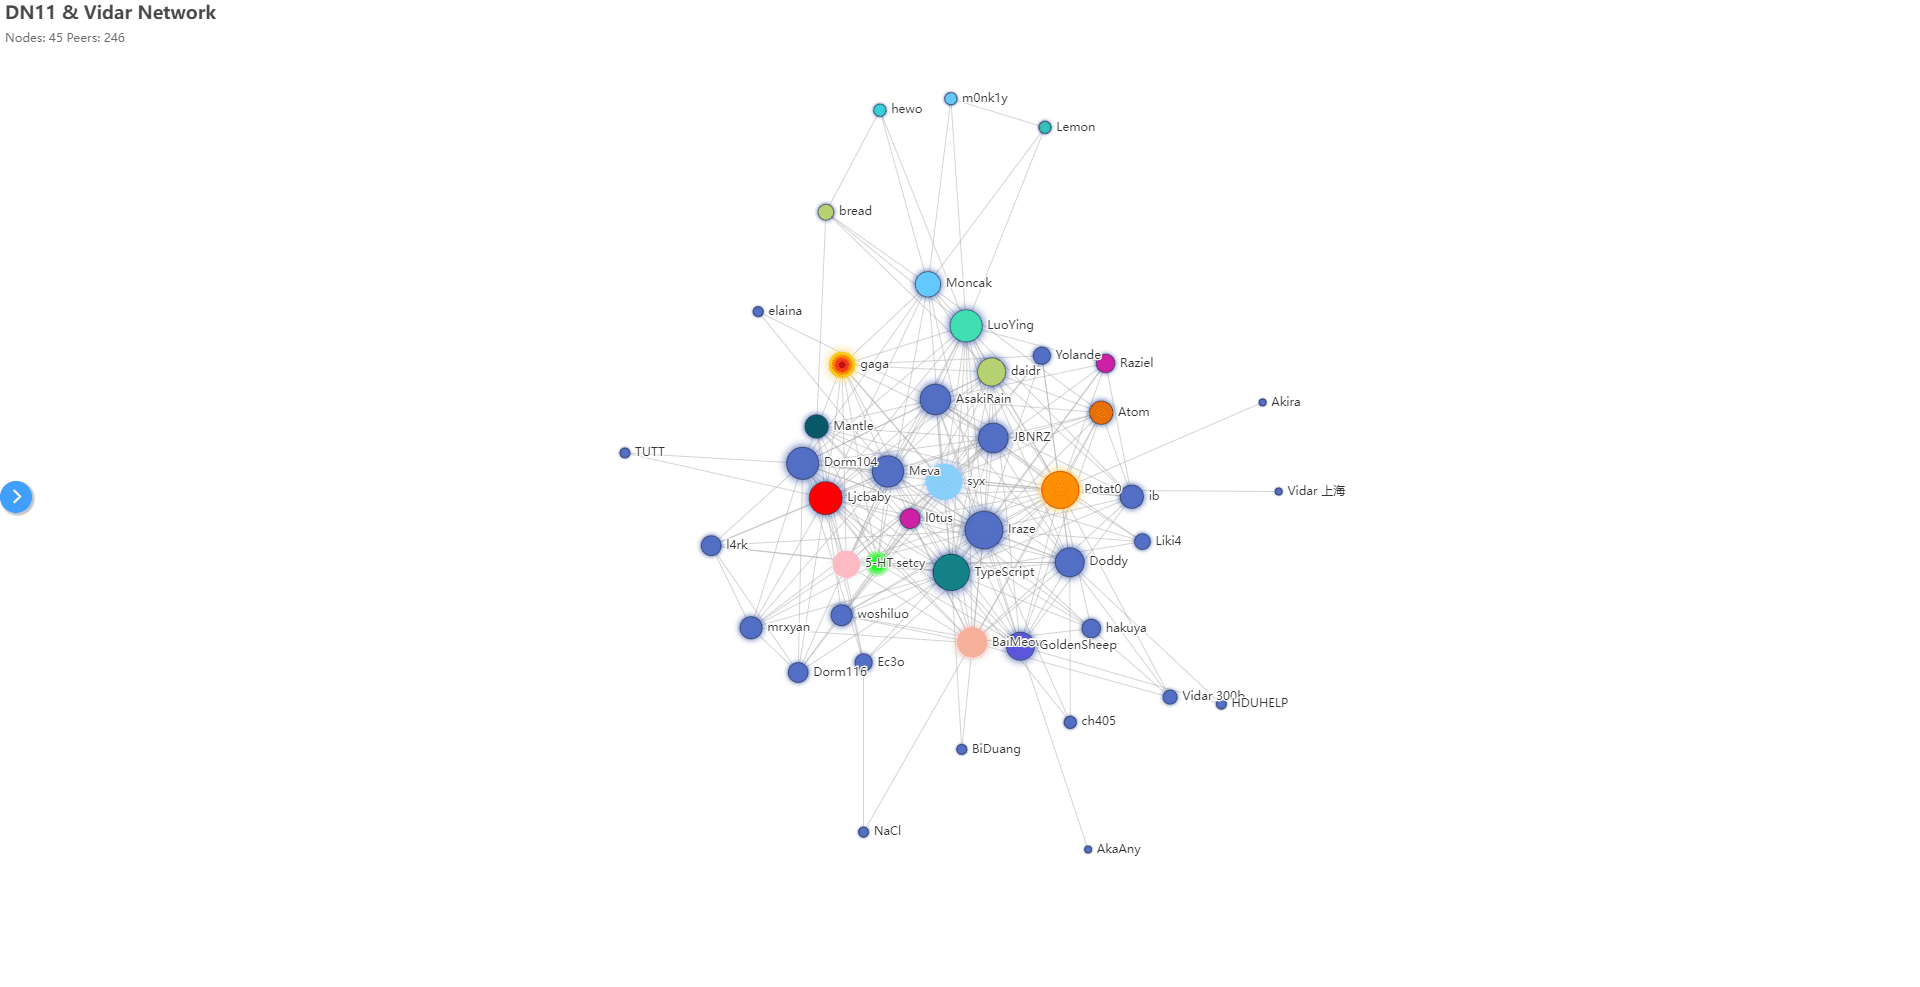 DN11 & Vidar Network
Nodes: 45 Peers: 246
m0nk1y
hewo
Lemon
bread
Moncak
elaina
LuoYing
Yolande
Raziel
gaga
daidr
AsakiRain
Akira
Atom
Mantle
JBNRZ
TUTT
Dorm104
Meva
syx
Potat0
Vidar 上海
ib
Ljcbaby
l0tus
Iraze
Liki4
l4rk
Doddy
5-HT
setcy
TypeScript
woshiluo
mrxyan
hakuya
BaiMeow
GoldenSheep
Ec3o
Dorm116
Vidar 300b
HDUHELP
ch405
BiDuang
NaCl
AkaAny